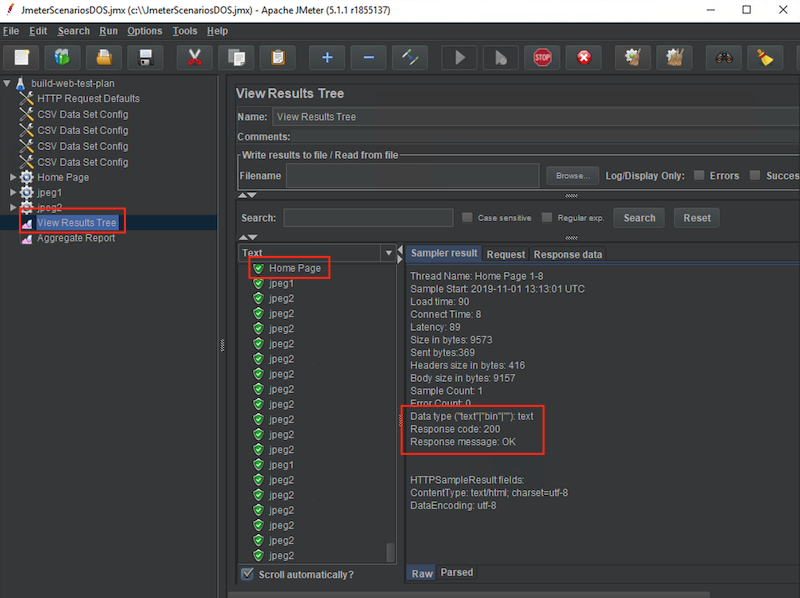 JmeterScenariosDOS.jmx (c:\\UmeterScenariosDOS.jmx) - Apache JMeter (5.1.1 r1855137)
File Edit Search Run Options Tools Help
STOP
build-web-test-plan
HTTP Request Defaults
CSV Data Set Config
CSV Data Set Config
CSV Data Set Config
CSV Data Set Config
Home Page
jpeg1
jpeg2
View Results Tree
Aggregate Report
View Results Tree
Name: View Results Tree
Comments:
Write results to file / Read from file
Filename Browse... Log/Display Only: Errors Succes
Search: Case sensitive Regular exp. Search Reset
Text
Home Page
jpeg1
jpeg2
jpeg2
jpeg2
jpeg2
jpeg2
jpeg2
jpeg2
jpeg2
jpeg2
jpeg2
jpeg2
jpeg1
jpeg2
jpeg2
jpeg2
jpeg2
jpeg2
jpeg2
Scroll automatically?
Sampler result Request Response data
Thread Name: Home Page 1-8
Sample Start: 2019-11-01 13:13:01 UTC
Load time: 90
Connect Time: 8
Latency: 89
Size in bytes: 9573
Sent bytes:369
Headers size in bytes: 416
Body size in bytes: 9157
Sample Count: 1
Error Count: 0
Data type ("text"|"bin"|""): text
Response code: 200
Response message: OK
HTTPSampleResult fields:
ContentType: text/html; charset=utf-8
DataEncoding: utf-8
Raw Parsed